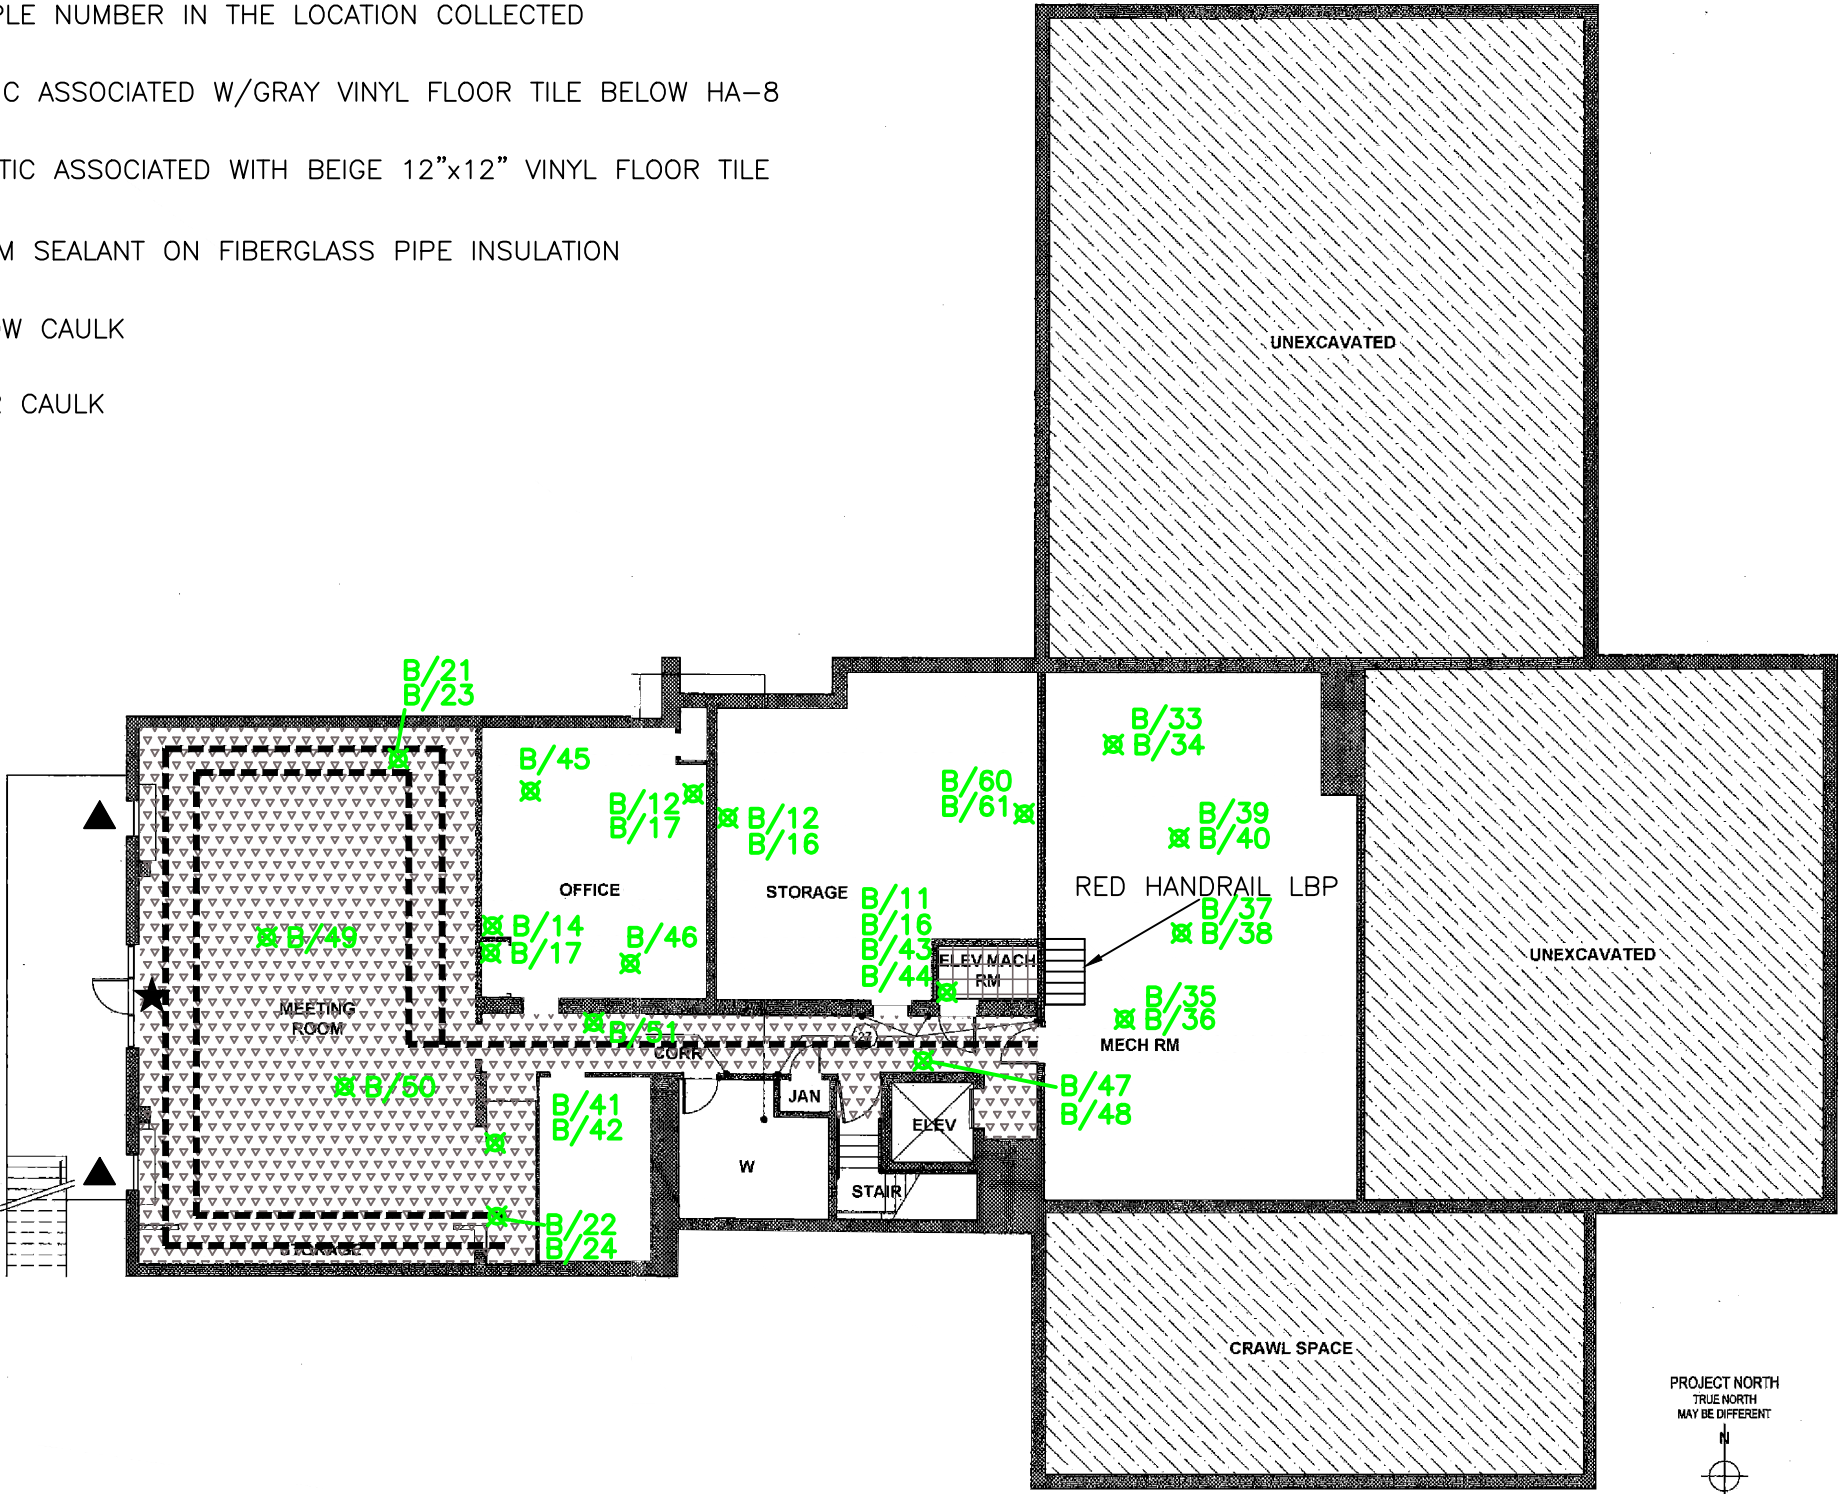 PLE NUMBER IN THE LOCATION COLLECTED
IC ASSOCIATED W/GRAY VINYL FLOOR TILE BELOW HA-8
TIC ASSOCIATED WITH BEIGE 12"x12" VINYL FLOOR TILE
M SEALANT ON FIBERGLASS PIPE INSULATION
OW CAULK
R CAULK
UNEXCAVATED
B/21
B/23
B/45
B/12
B/17
B/12
B/16
B/60
B/61
B/33
B/34
B/39
B/40
OFFICE
STORAGE
RED HANDRAIL LBP
B/14
B/17
B/46
B/11
B/16
B/43
B/44
B/37
B/38
B/49
ELEV MACH
RM
UNEXCAVATED
MEETING
ROOM
B/51
CORR
B/35
B/36
MECH RM
B/50
B/41
B/42
JAN
ELEV
B/47
B/48
W
STAIR
B/22
B/24
STORAGE
CRAWL SPACE
PROJECT NORTH
TRUE NORTH
MAY BE DIFFERENT
N